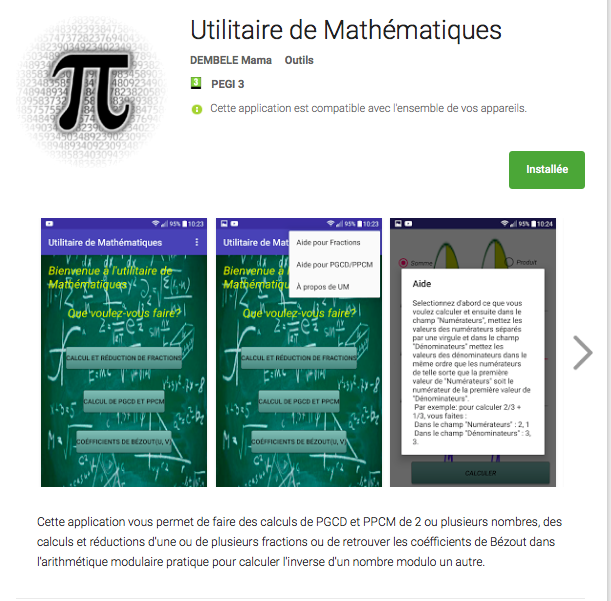 Utilitaire de Mathématiques
DEMBELE Mama Outils
3 PEGI 3
Cette application est compatible avec l'ensemble de vos appareils.
Installée
95% 10:23
Utilitaire de Mathématiques
Bienvenue à l'utilitaire de
Mathématiques
Que voulez-vous faire?
CALCUL ET RÉDUCTION DE FRACTIONS
CALCUL DE PGCD ET PPCM
COÉFFICIENTS DE BÉZOUT(U, V)
95% 10:23
Utilitaire de Mat
Aide pour Fractions
Aide pour PGCD/PPCM
À propos de UM
Bienvenue à l'utilitaire de
Mathématiques
Que voulez-vous faire?
CALCUL ET RÉDUCTION DE FRACTIONS
CALCUL DE PGCD ET PPCM
COÉFFICIENTS DE BÉZOUT(U, V)
95% 10:24
Somme Produit
Aide
Selectionnez d'abord ce que vous
voulez calculer et ensuite dans le
champ "Numérateurs", mettez les
valeurs des numérateurs séparés
par une virgule et dans le champ
"Dénominateurs" mettez les
valeurs des dénominateurs dans le
même ordre que les numérateurs
de telle sorte que la première
valeur de "Numérateurs" soit le
numérateur de la première valeur de
"Dénominateurs".
Par exemple: pour calculer 2/3 +
1/3, vous faites :
Dans le champ "Numérateurs" : 2, 1
Dans le champ "Dénominateurs" : 3,
3.
CALCULER
Cette application vous permet de faire des calculs de PGCD et PPCM de 2 ou plusieurs nombres, des
calculs et réductions d'une ou de plusieurs fractions ou de retrouver les coéfficients de Bézout dans
l'arithmétique modulaire pratique pour calculer l'inverse d'un nombre modulo un autre.